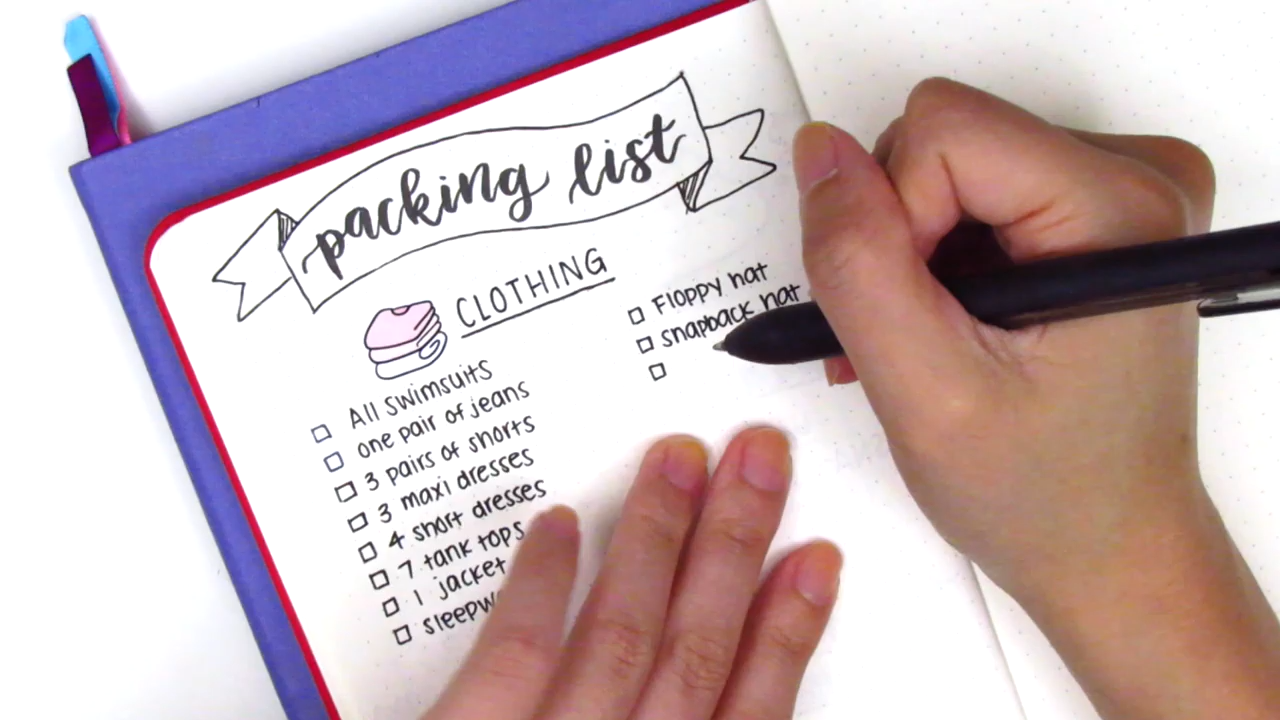 packing list
CLOTHING
All swimsuits
one pair of jeans
3 pairs of shorts
3 maxi dresses
4 short dresses
7 tank tops
1 jacket
Floppy hat
snapback hat